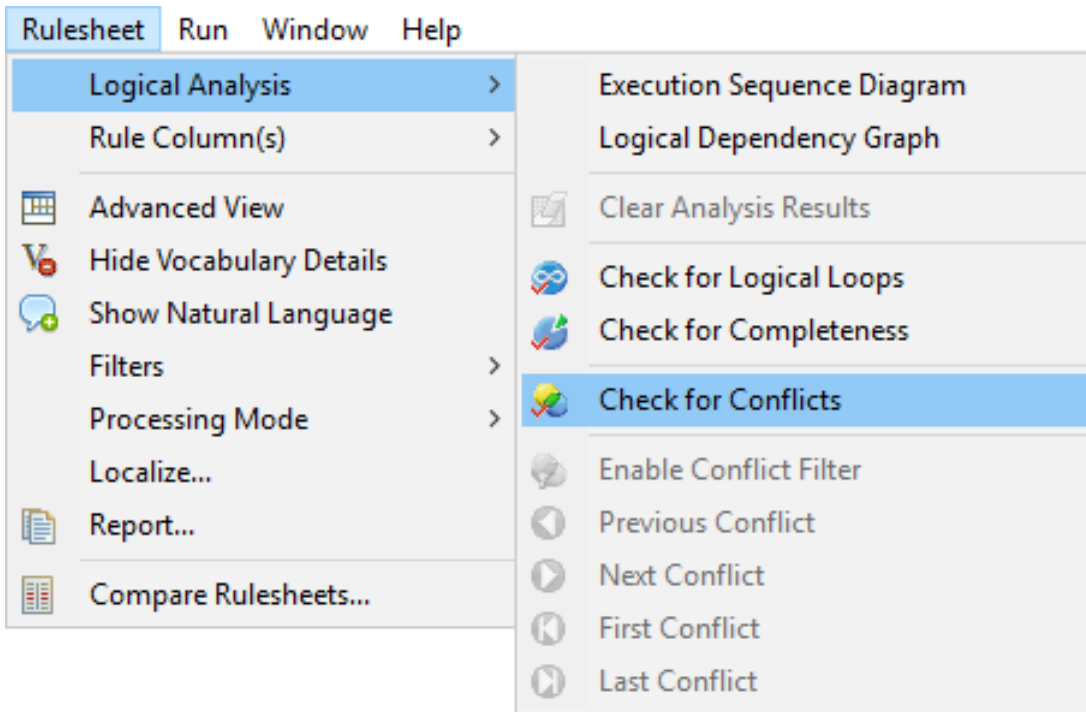 Rulesheet Run Window Help
Logical Analysis
Rule Column(s)
Advanced View
Hide Vocabulary Details
Show Natural Language
Filters
Processing Mode
Localize...
Report...
Compare Rulesheets...
Execution Sequence Diagram
Logical Dependency Graph
Clear Analysis Results
Check for Logical Loops
Check for Completeness
Check for Conflicts
Enable Conflict Filter
Previous Conflict
Next Conflict
First Conflict
Last Conflict